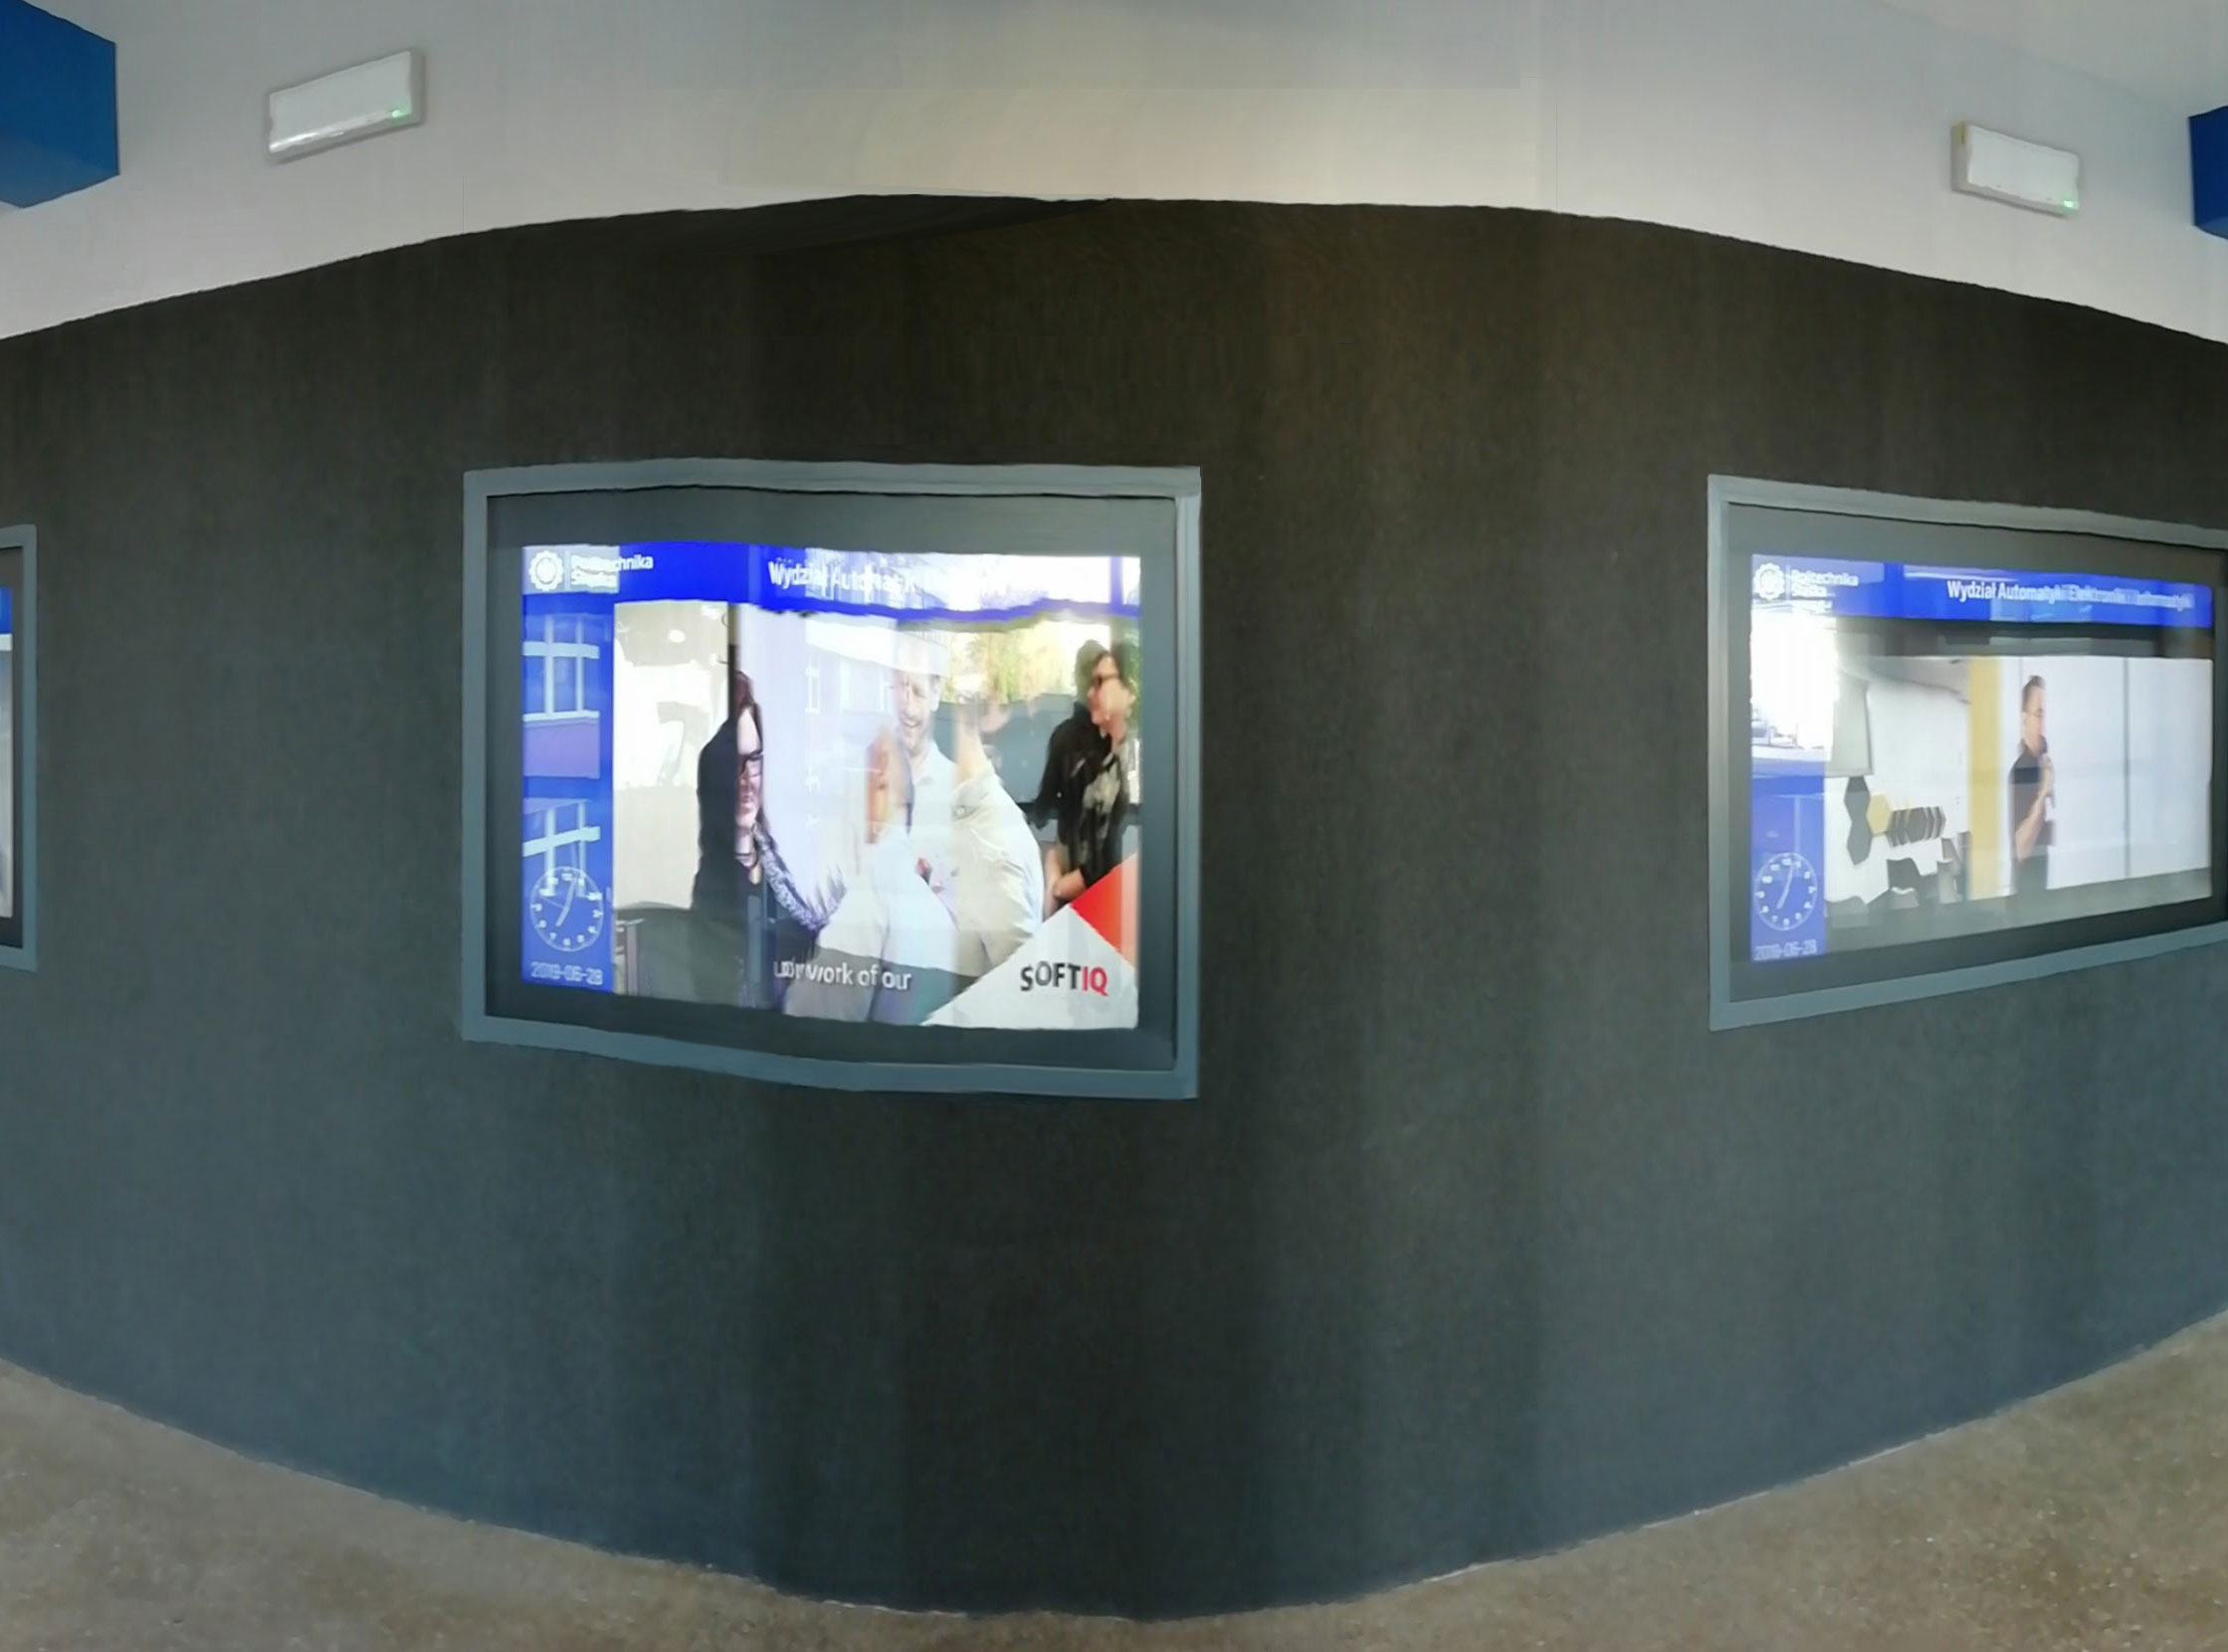 Politechnika
Śląska
Wydział Automatyki
2019-06-28
work of our
SOFTIQ
Politechnika
Śląska
Wydział Automatyki Elektroniki i Informatyki
2019-06-28